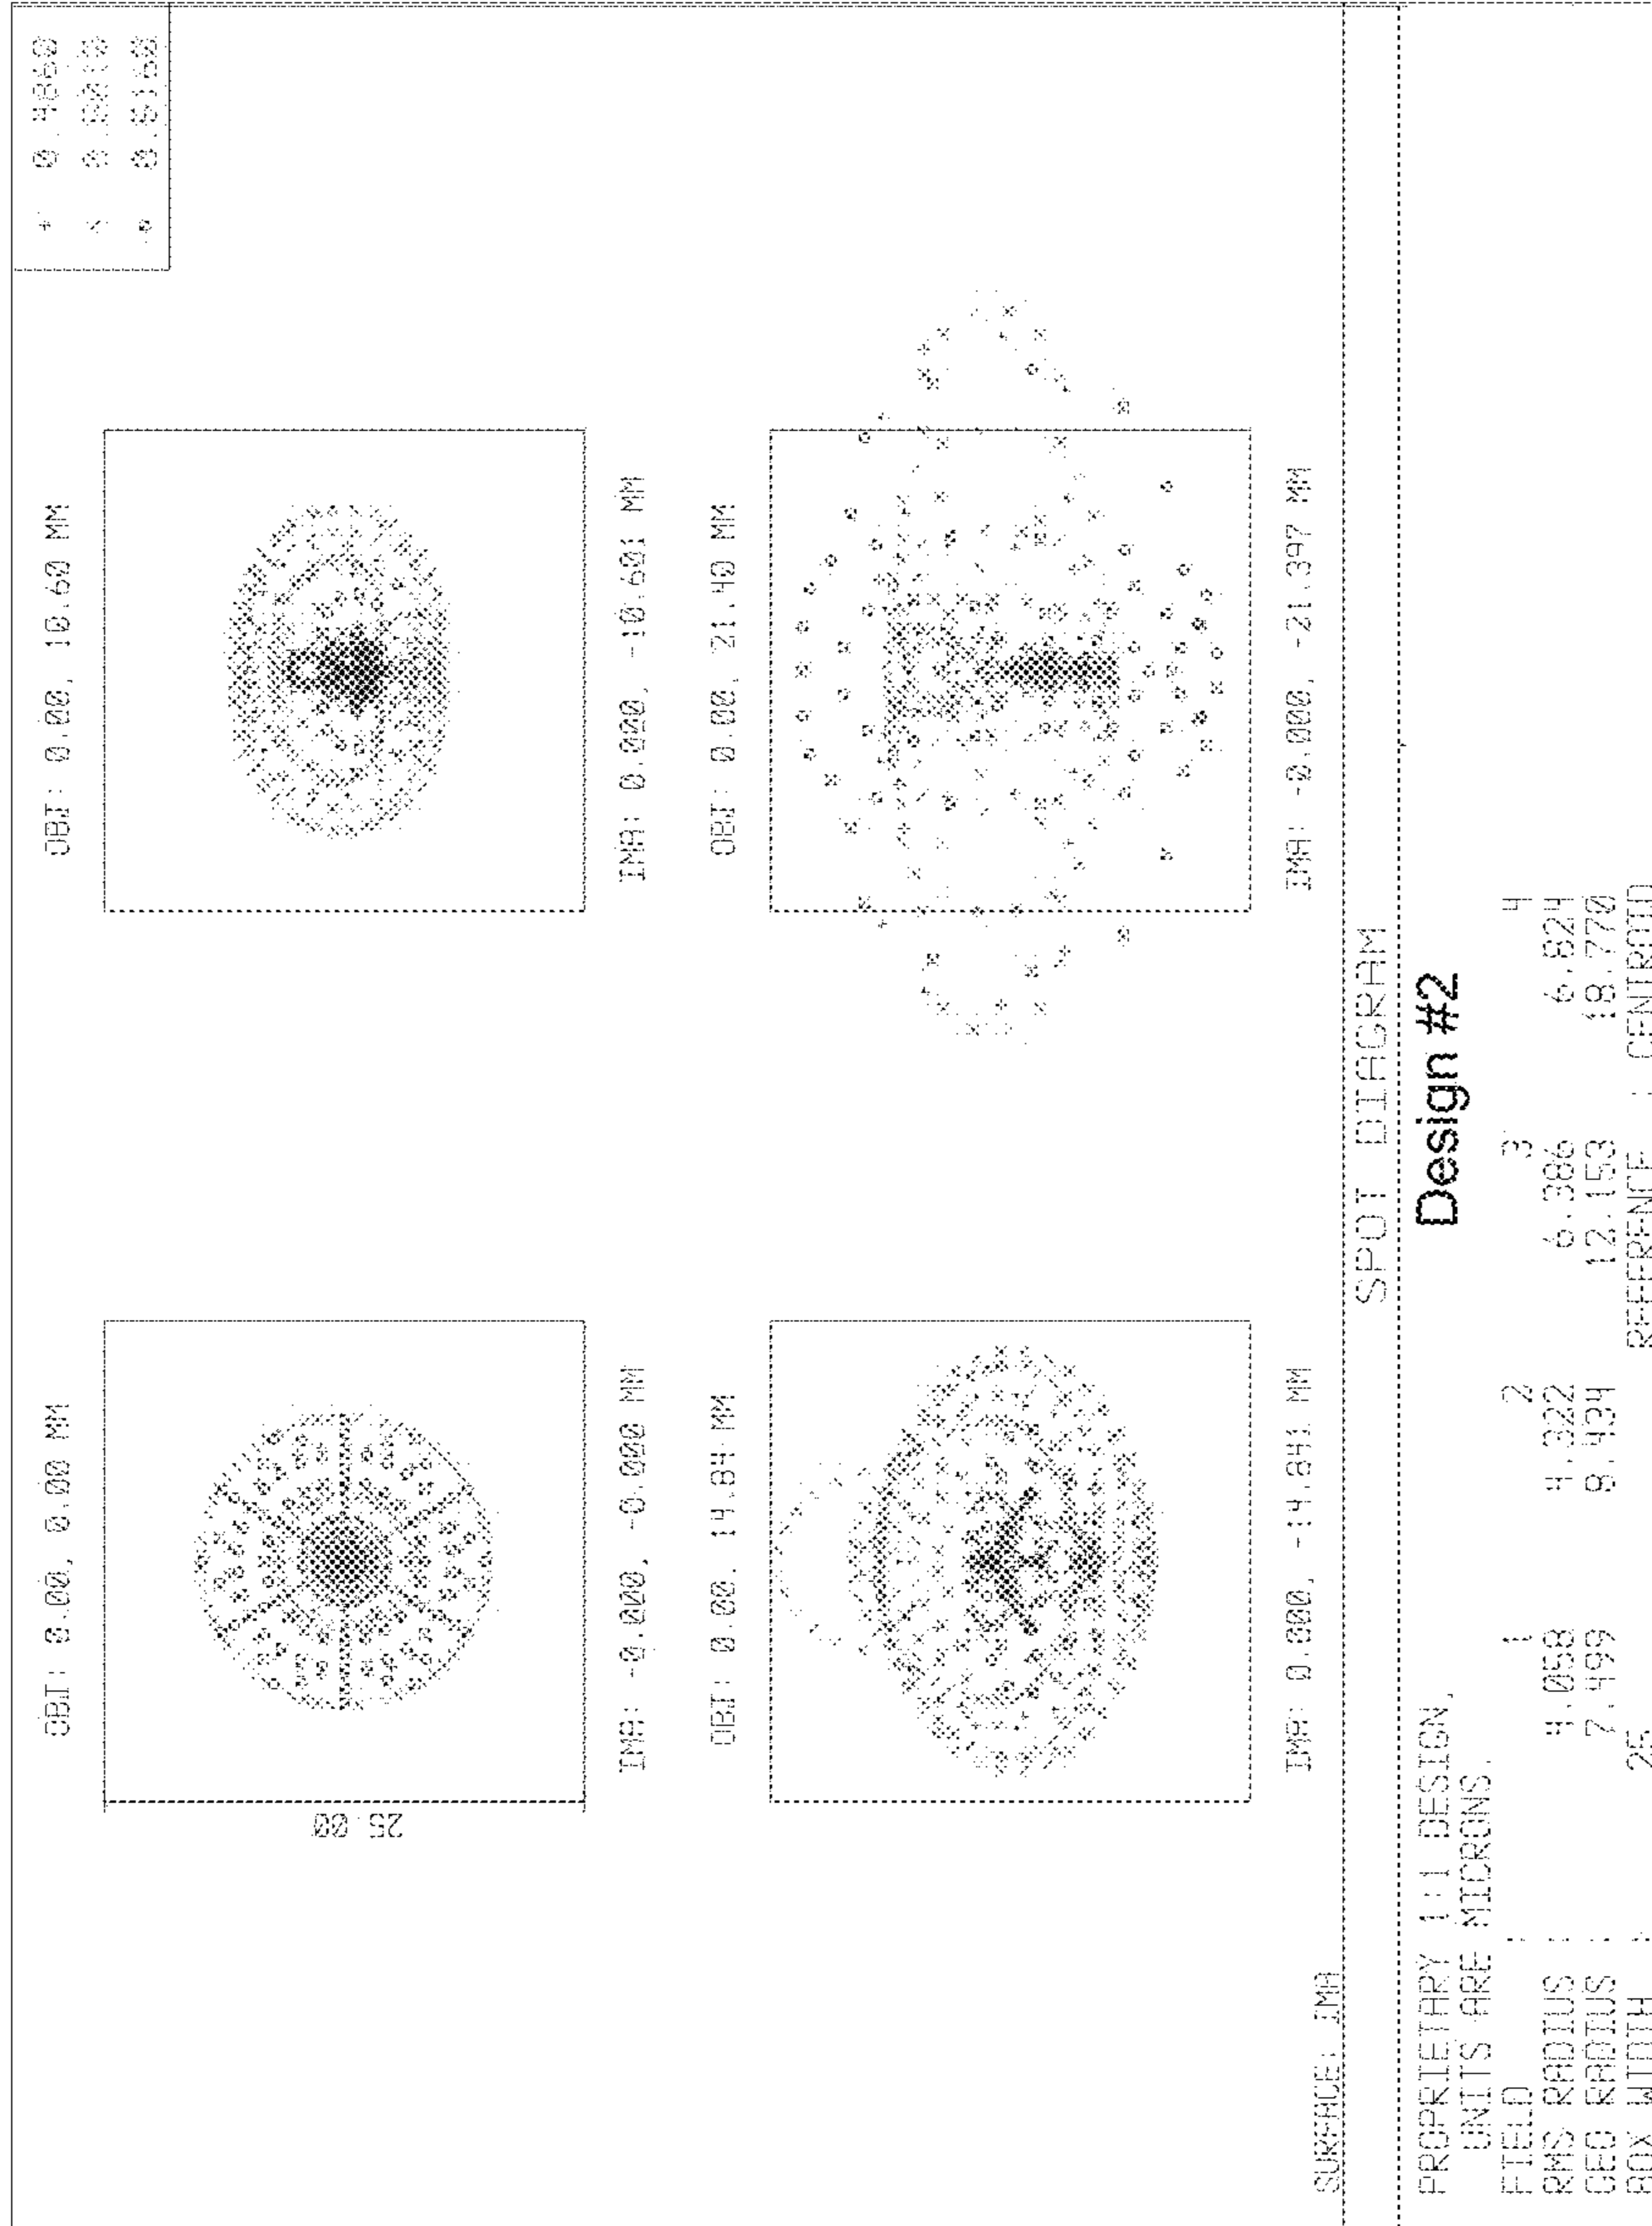 + 0.4860
OBJ: 0.00, 0.00 MM
OBJ: 0.00, 10.60 MM
25.00
IMA: -0.000, -0.000 MM
IMA: 0.000, -10.601 MM
OBJ: 0.00, 14.84 MM
OBJ: 0.00, 21.40 MM
IMA: 0.000, -14.841 MM
IMA: -0.000, -21.397 MM
SURFACE: IMA
SPOT DIAGRAM
Design #2
PROPRIETARY 1:1 DESIGN,
UNITS ARE MICRONS.
FIELD : 1 2 3 4
RMS RADIUS : 4.058 4.322 6.386 6.824
GEO RADIUS : 7.499 8.434 12.153 18.770
BOX WIDTH : 25 REFERENCE : CENTROID